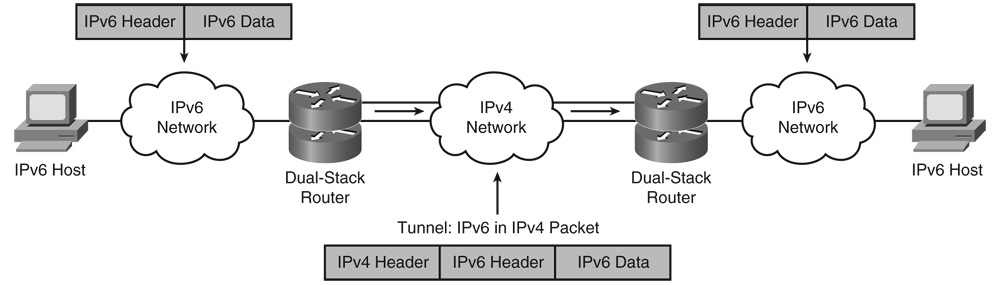 IPv6 Header IPv6 Data
IPv6 Header IPv6 Data
IPv6
Network
IPv4
Network
IPv6
Network
IPv6 Host
Dual-Stack
Router
Dual-Stack
Router
IPv6 Host
Tunnel: IPv6 in IPv4 Packet
IPv4 Header IPv6 Header IPv6 Data